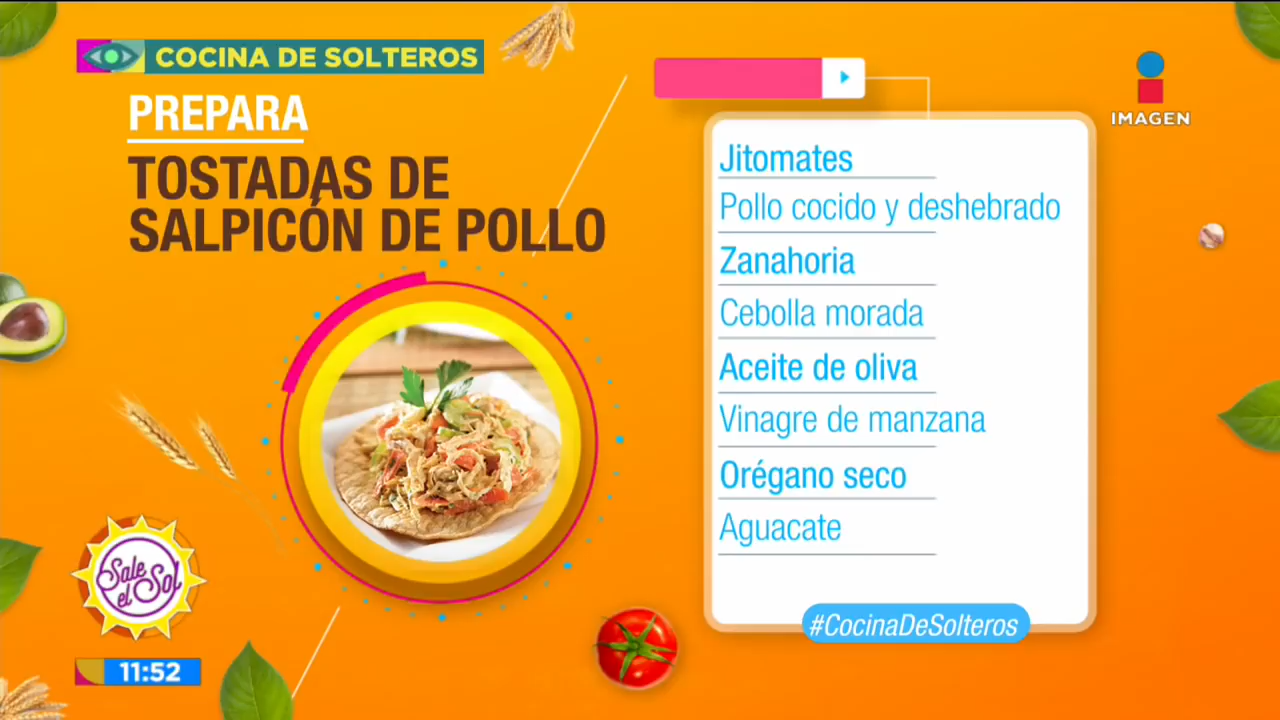 COCINA DE SOLTEROS
PREPARA
TOSTADAS DE
SALPICÓN DE POLLO
IMAGEN
Jitomates
Pollo cocido y deshebrado
Zanahoria
Cebolla morada
Aceite de oliva
Vinagre de manzana
Orégano seco
Aguacate
#CocinaDeSolteros
Sale
el Sol
11:52